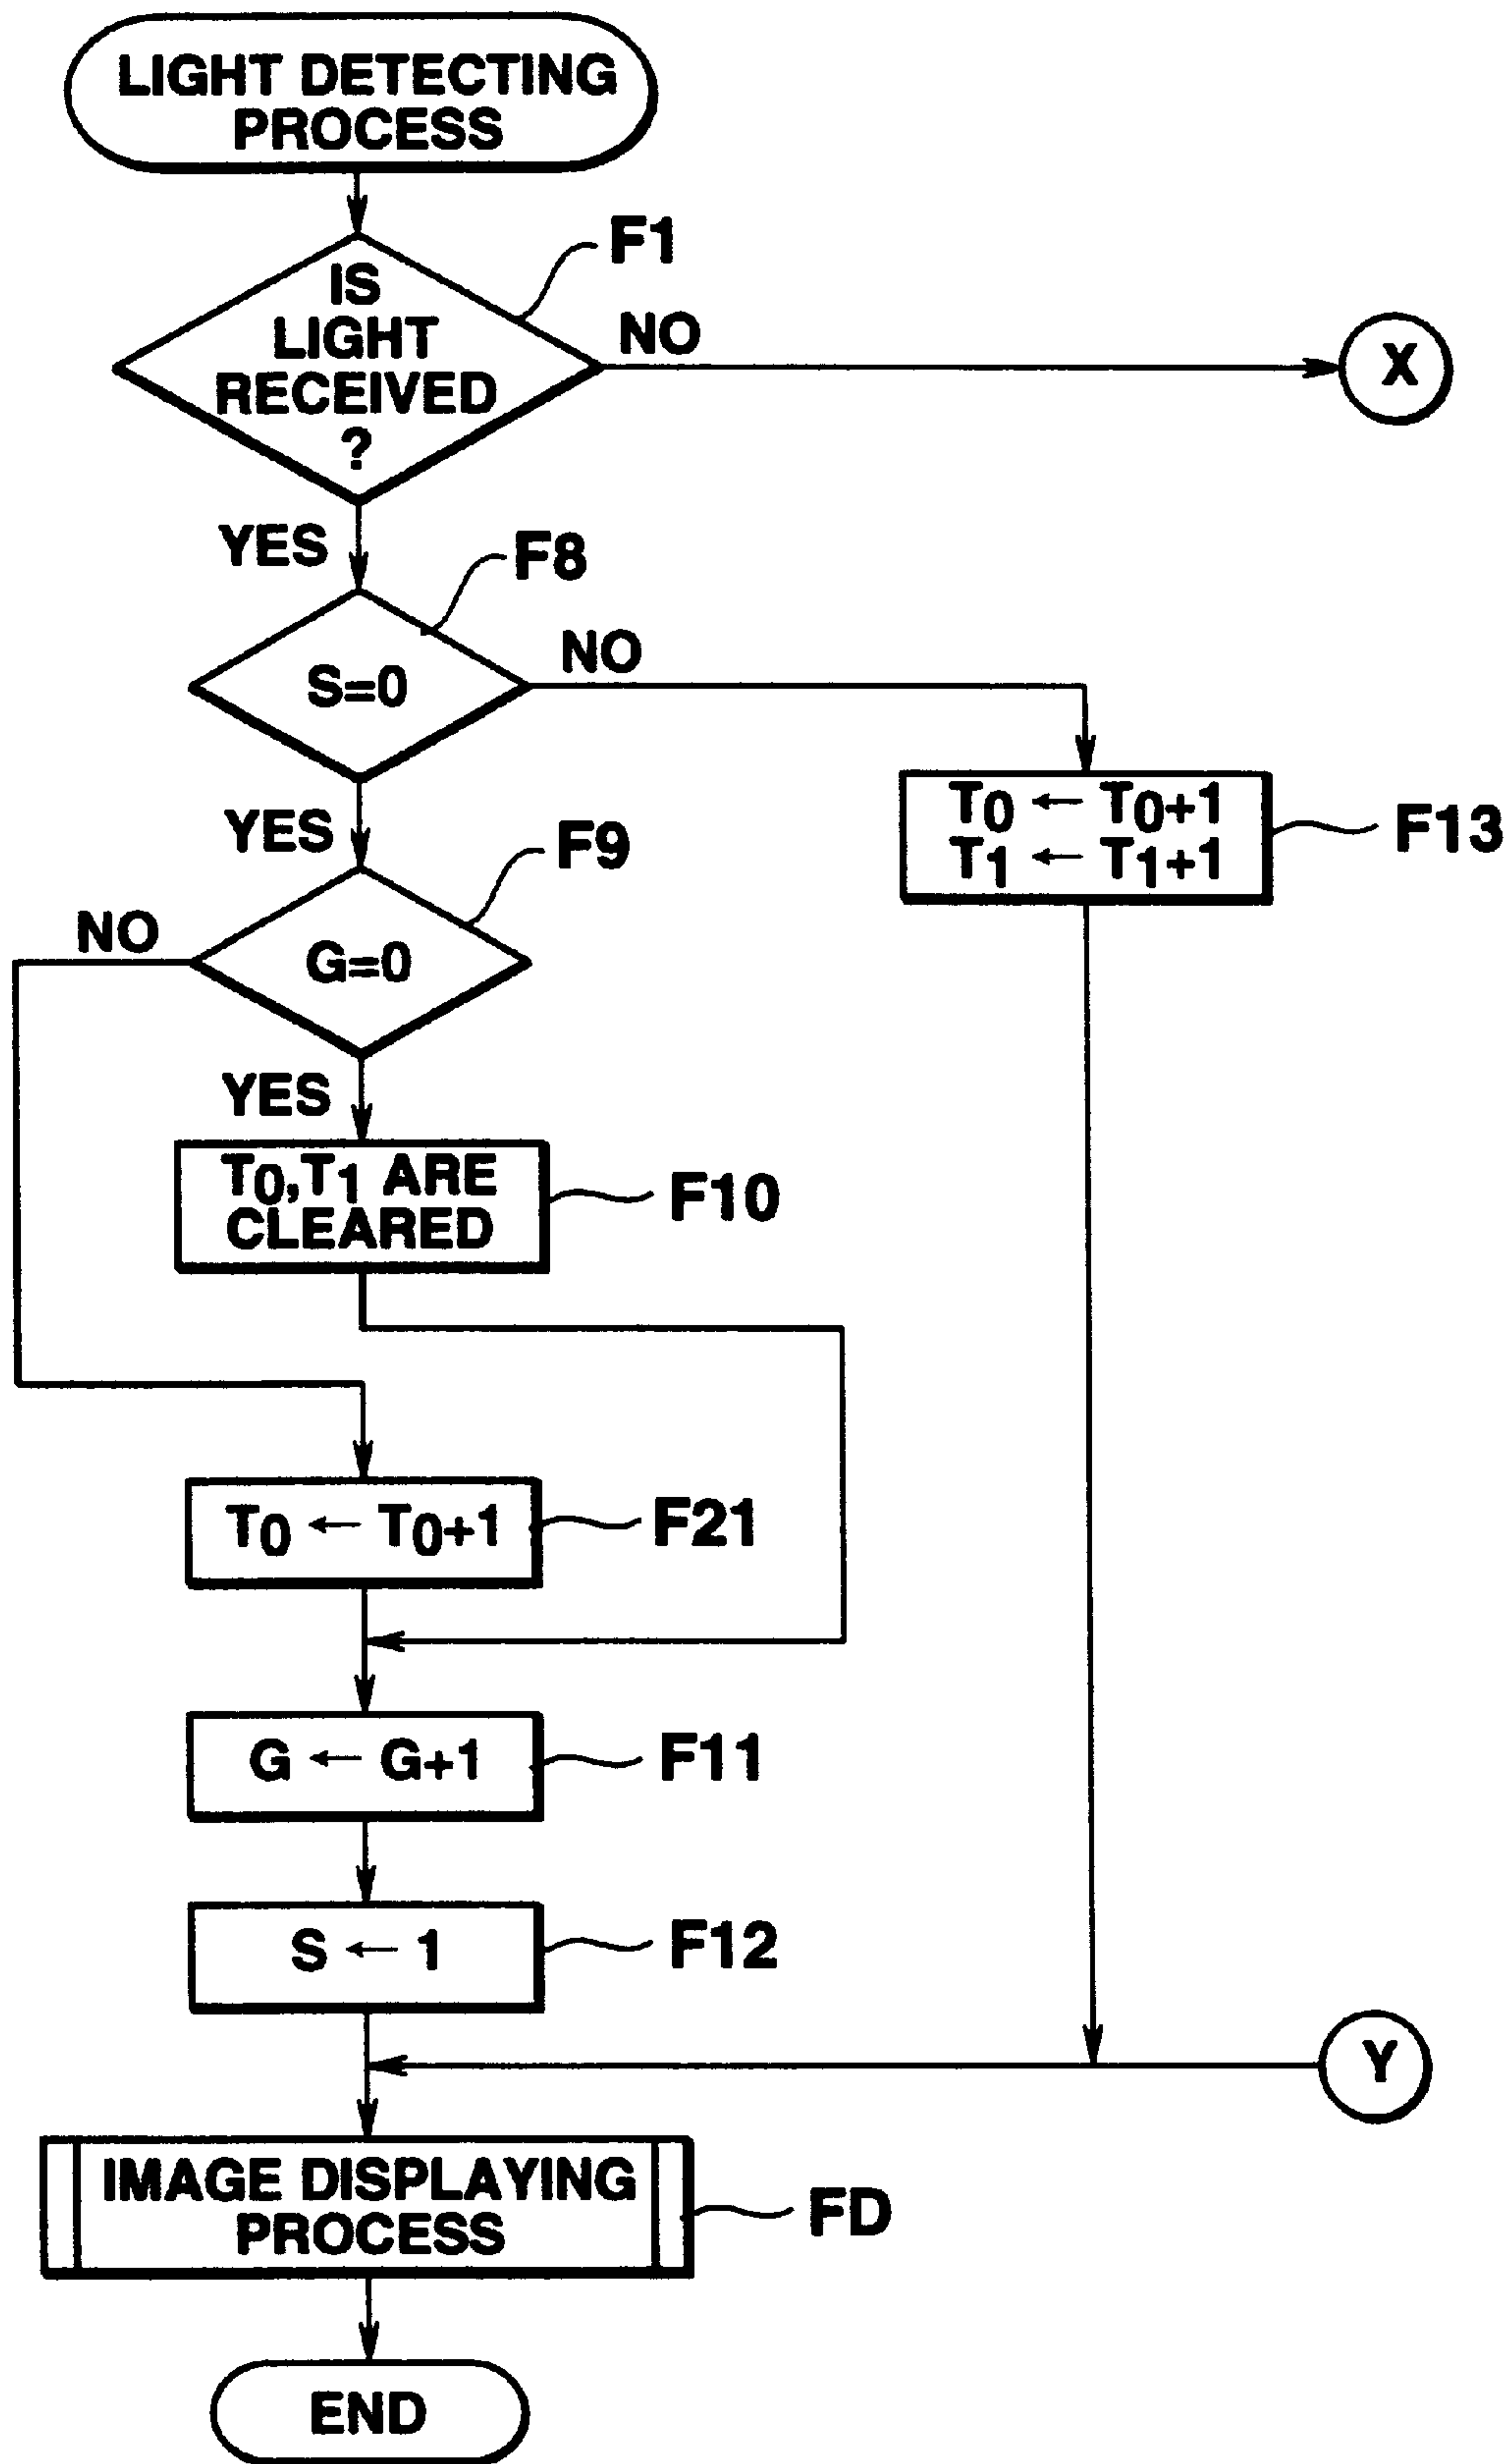 LIGHT DETECTING
PROCESS
F1
IS
LIGHT
RECEIVED
?
NO
X
YES
F8
S=0
NO
YES
T0 ← T0+1
T1 ← T1+1
F13
F9
NO
G=0
YES
T0,T1 ARE
CLEARED
F10
T0 ← T0+1
F21
G ← G+1
F11
S ← 1
F12
Y
IMAGE DISPLAYING
PROCESS
FD
END